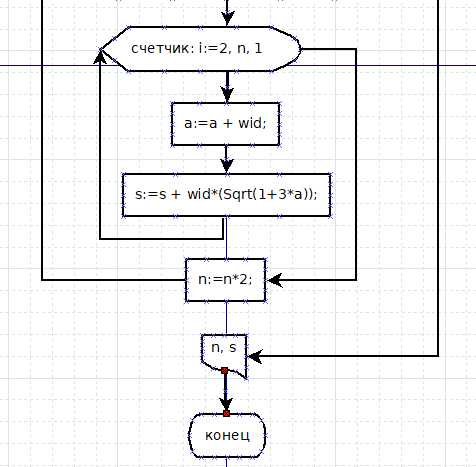 счетчик: i:=2, n, 1
a:=a + wid;
s:=s + wid*(Sqrt(1+3*a));
n:=n*2;
n, s
конец